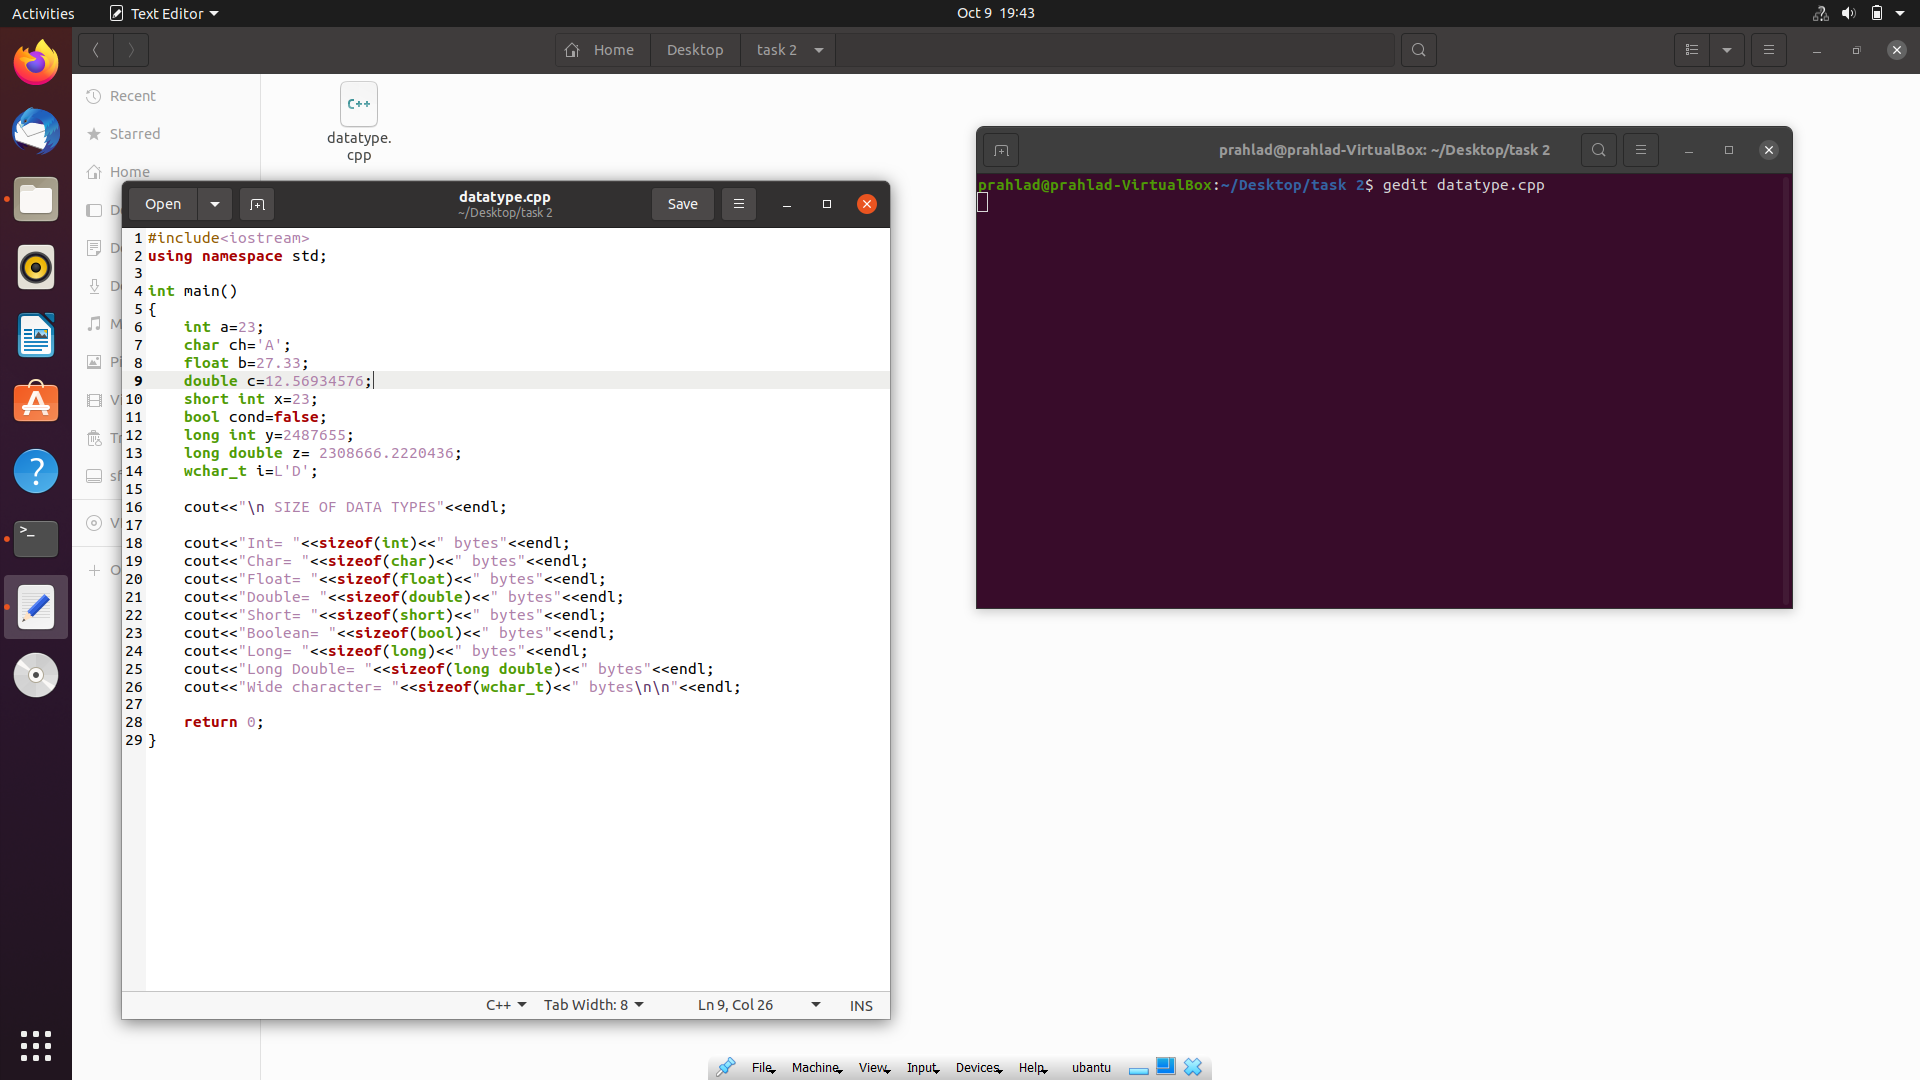 Activities Text Editor Oct 9 19:43
Home Desktop task 2
Recent
Starred
Home
C++
datatype.
cpp
Open datatype.cpp Save
~/Desktop/task 2
1 #include<iostream>
2 using namespace std;
3
4 int main()
5 {
6 int a=23;
7 char ch='A';
8 float b=27.33;
9 double c=12.56934576;
10 short int x=23;
11 bool cond=false;
12 long int y=2487655;
13 long double z= 2308666.2220436;
14 wchar_t i=L'D';
15
16 cout<<"\n SIZE OF DATA TYPES"<<endl;
17
18 cout<<"Int= "<<sizeof(int)<<" bytes"<<endl;
19 cout<<"Char= "<<sizeof(char)<<" bytes"<<endl;
20 cout<<"Float= "<<sizeof(float)<<" bytes"<<endl;
21 cout<<"Double= "<<sizeof(double)<<" bytes"<<endl;
22 cout<<"Short= "<<sizeof(short)<<" bytes"<<endl;
23 cout<<"Boolean= "<<sizeof(bool)<<" bytes"<<endl;
24 cout<<"Long= "<<sizeof(long)<<" bytes"<<endl;
25 cout<<"Long Double= "<<sizeof(long double)<<" bytes"<<endl;
26 cout<<"Wide character= "<<sizeof(wchar_t)<<" bytes\n\n"<<endl;
27
28 return 0;
29 }
C++ Tab Width: 8 Ln 9, Col 26 INS
prahlad@prahlad-VirtualBox: ~/Desktop/task 2
prahlad@prahlad-VirtualBox:~/Desktop/task 2$ gedit datatype.cpp
File Machine View Input Devices Help ubantu